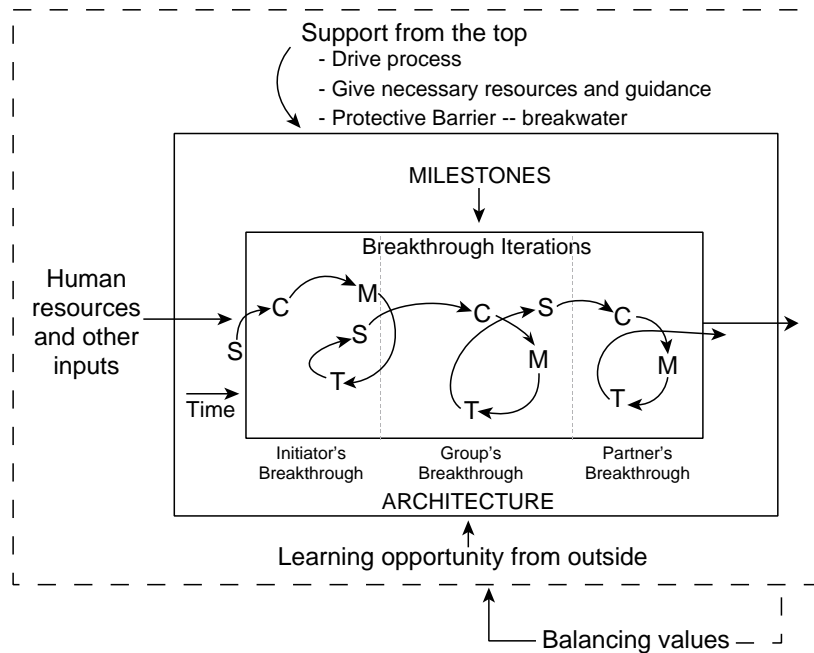 Support from the top
- Drive process
- Give necessary resources and guidance
- Protective Barrier -- breakwater
MILESTONES
Breakthrough Iterations
Human
resources
and other
inputs
S
C
M
S
T
C
S
M
T
C
M
T
Time
Initiator's
Breakthrough
Group's
Breakthrough
Partner's
Breakthrough
ARCHITECTURE
Learning opportunity from outside
Balancing values